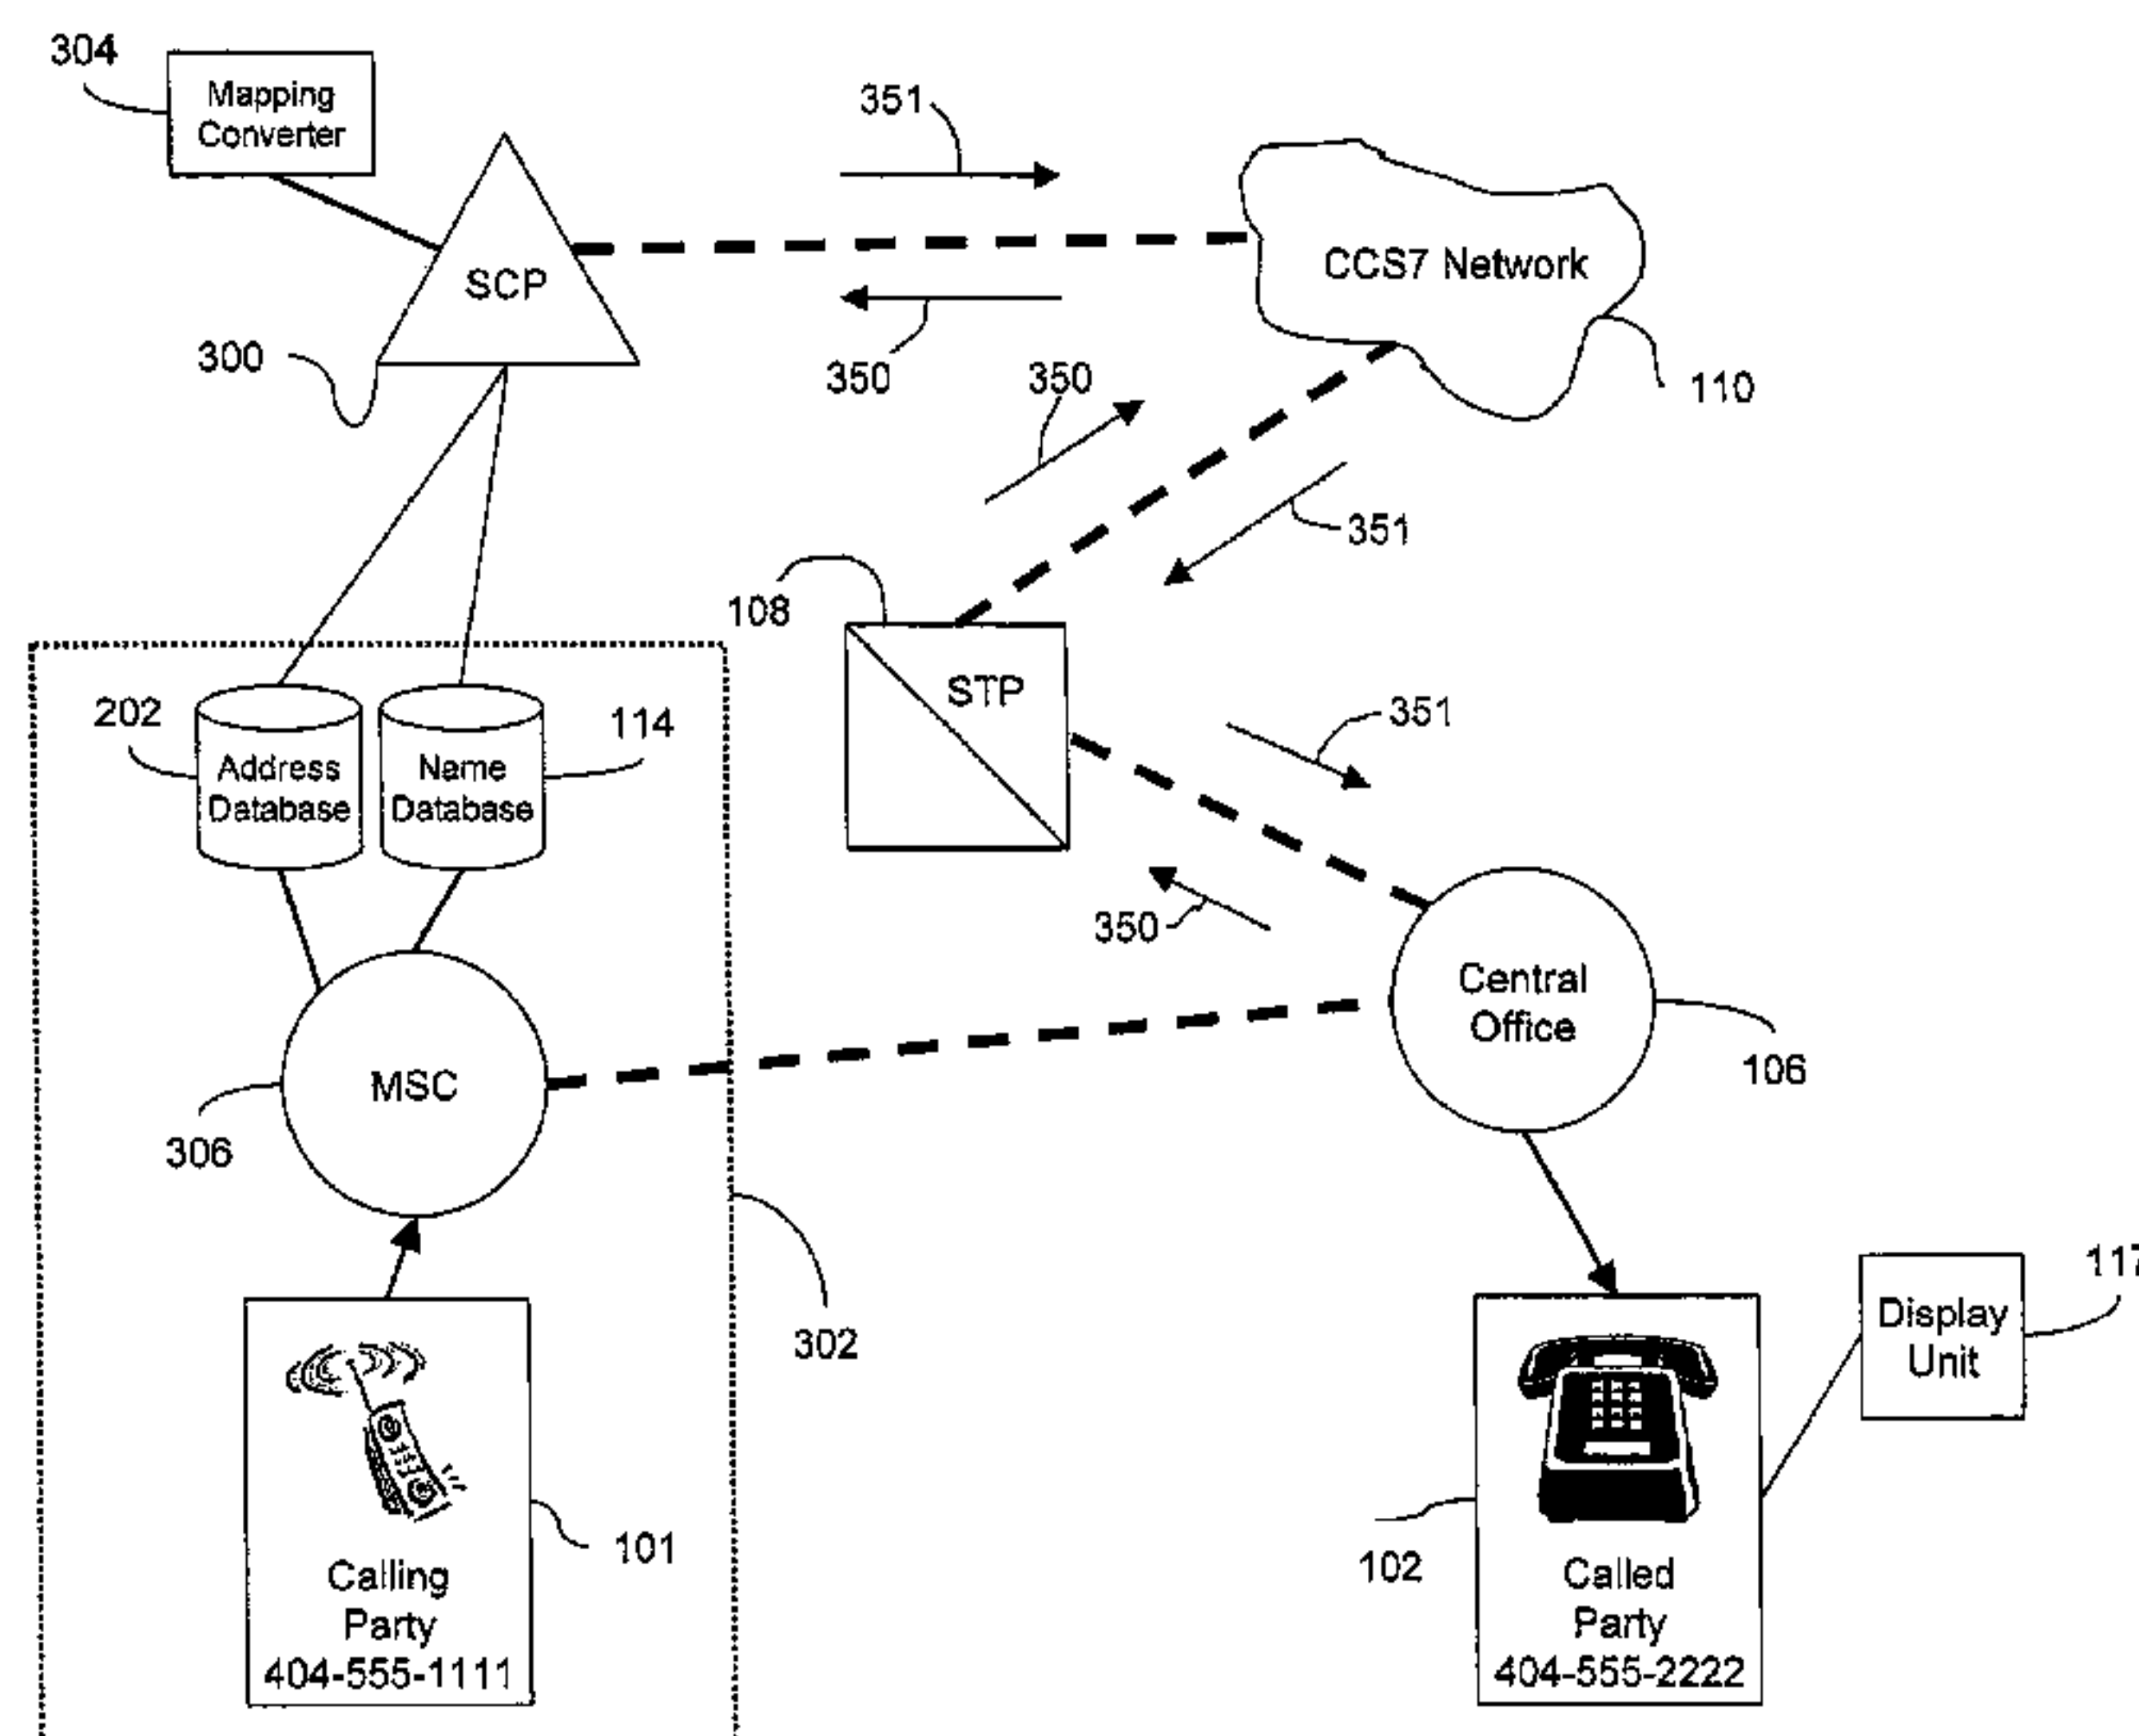 304
Mapping
Converter
351
SCP
CCS7 Network
300
350
350
110
351
108
STP
202
114
351
Address
Database
Name
Database
350
Central
Office
MSC
106
306
302
117
Display
Unit
101
102
Calling
Party
404-555-1111
Called
Party
404-555-2222